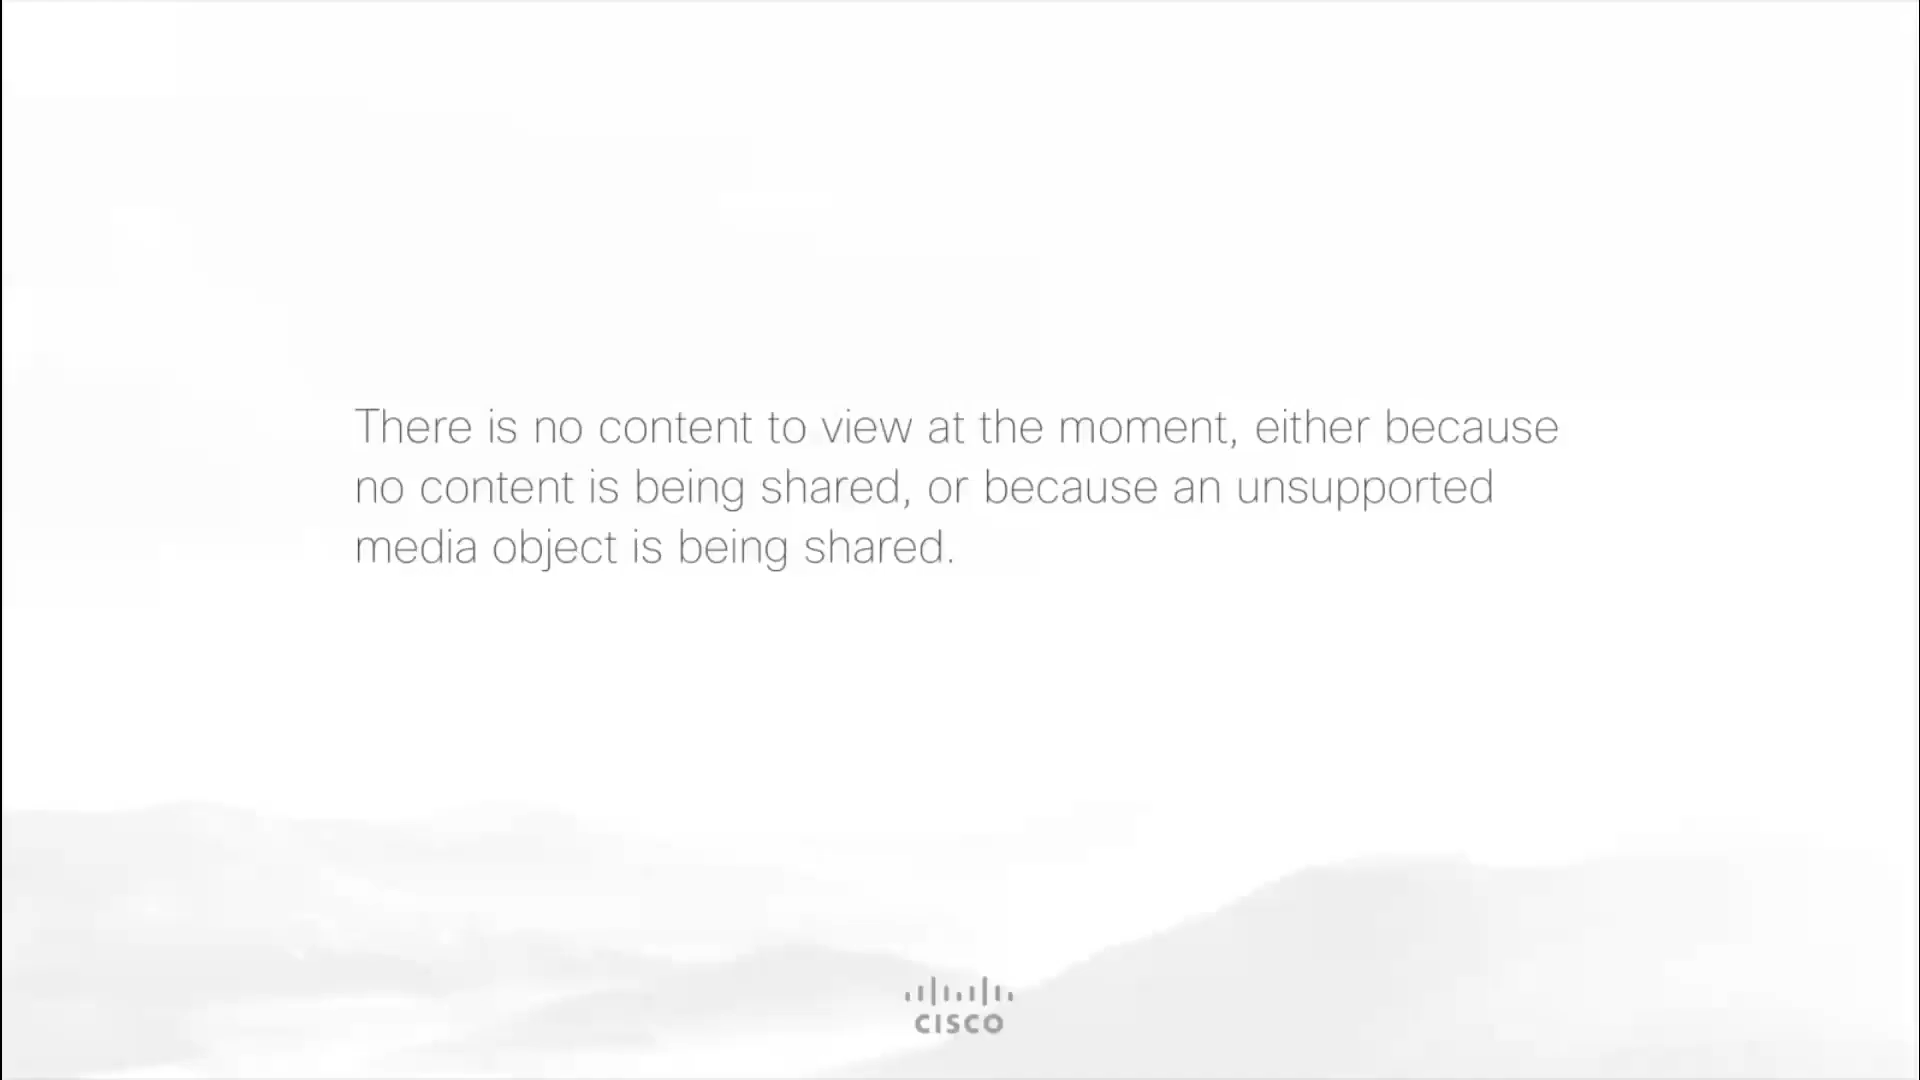 There is no content to view at the moment, either because
no content is being shared, or because an unsupported
media object is being shared.
CISCO